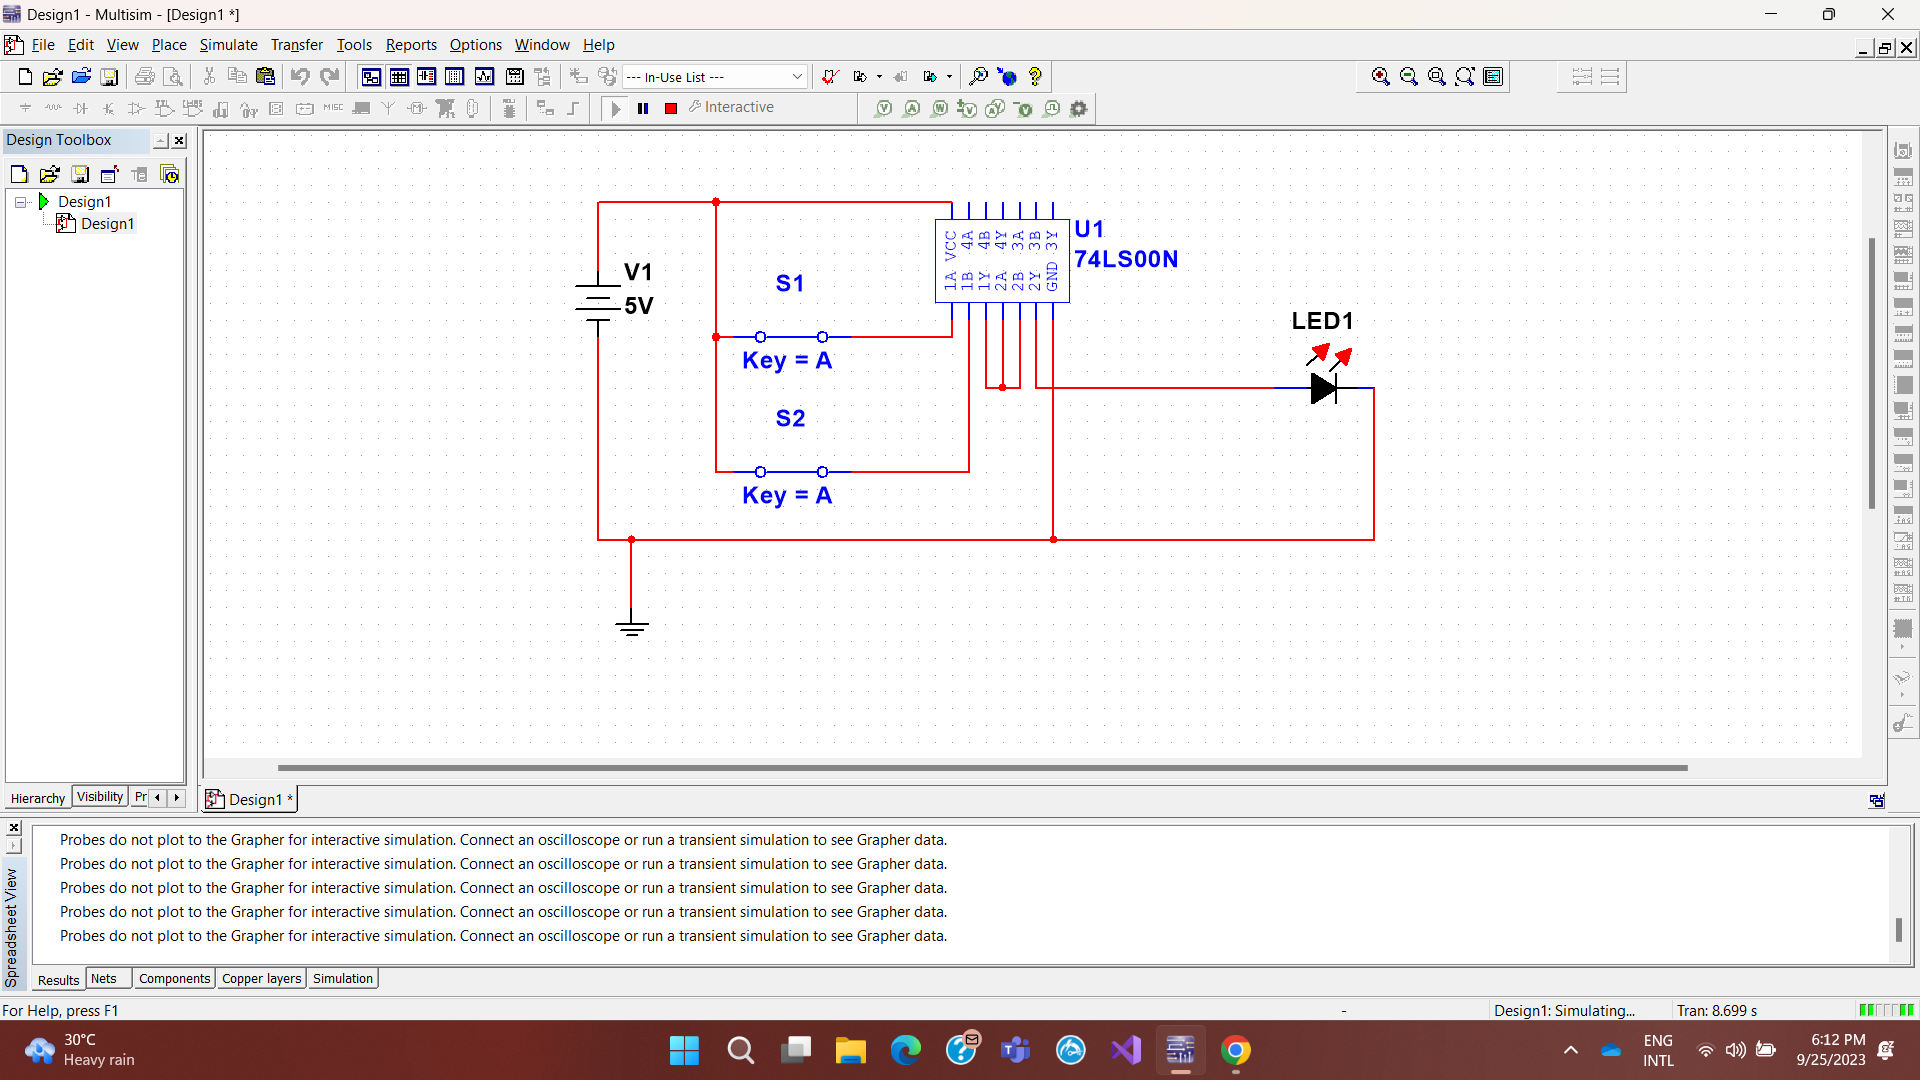 Design1 - Multisim - [Design1 *]
File Edit View Place Simulate Transfer Tools Reports Options Window Help
--- In-Use List ---
MISC
Interactive
Design Toolbox
Design1
Design1
V1
5V
S1
Key = A
S2
Key = A
U1
74LS00N
VCC 4A 4B 4Y 3A 3B 3Y
1A 1B 1Y 2A 2B 2Y GND
LED1
Hierarchy Visibility Pr
Design1 *
Probes do not plot to the Grapher for interactive simulation. Connect an oscilloscope or run a transient simulation to see Grapher data.
Probes do not plot to the Grapher for interactive simulation. Connect an oscilloscope or run a transient simulation to see Grapher data.
Probes do not plot to the Grapher for interactive simulation. Connect an oscilloscope or run a transient simulation to see Grapher data.
Probes do not plot to the Grapher for interactive simulation. Connect an oscilloscope or run a transient simulation to see Grapher data.
Probes do not plot to the Grapher for interactive simulation. Connect an oscilloscope or run a transient simulation to see Grapher data.
Spreadsheet View
Results Nets Components Copper layers Simulation
For Help, press F1
-
Design1: Simulating...
Tran: 8.699 s
30°C
Heavy rain
ENG
INTL
6:12 PM
9/25/2023